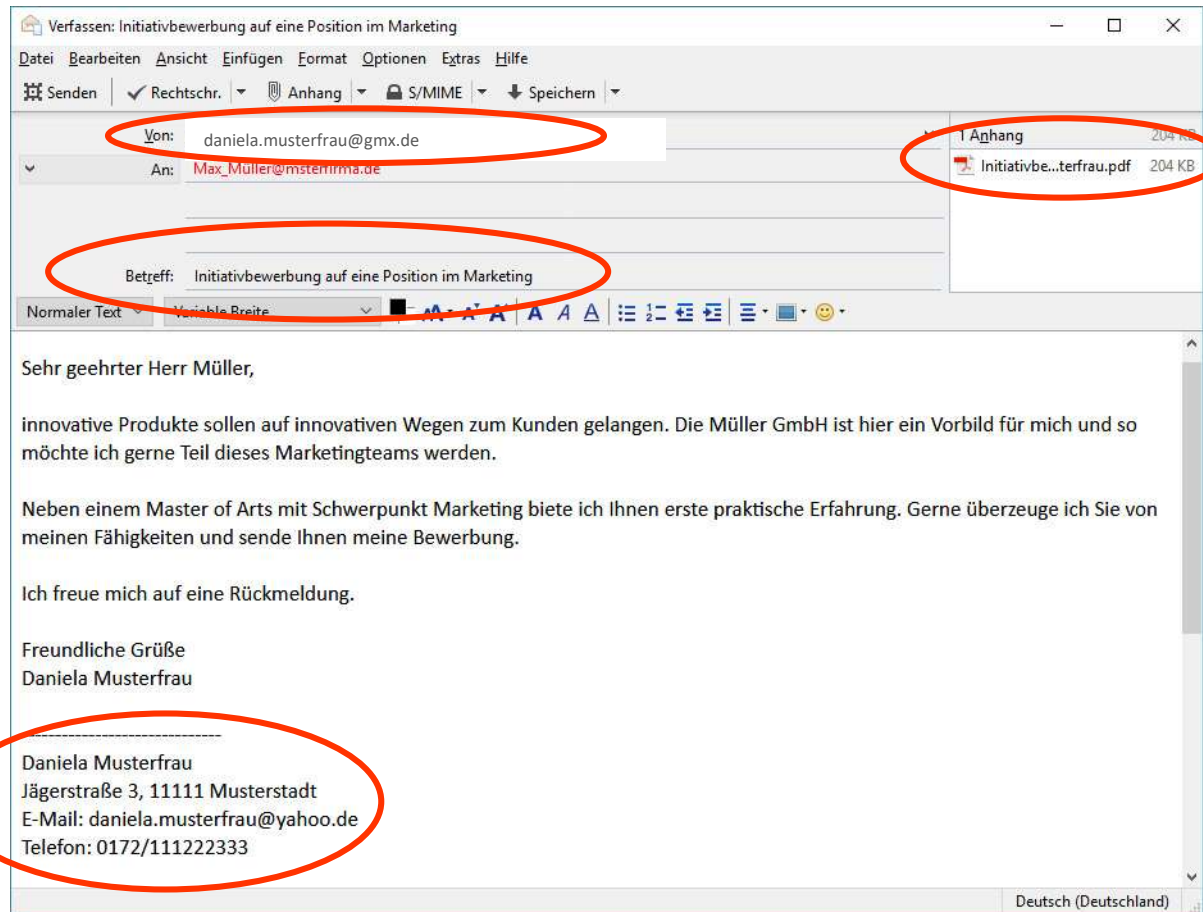 Verfassen: Initiativbewerbung auf eine Position im Marketing
Datei Bearbeiten Ansicht Einfügen Format Optionen Extras Hilfe
Senden Rechtschr. Anhang S/MIME Speichern
Von: daniela.musterfrau@gmx.de
1 Anhang 204 KB
An: Max_Müller@msterfirma.de
Initiativbe...terfrau.pdf 204 KB
Betreff: Initiativbewerbung auf eine Position im Marketing
Normaler Text Variable Breite
Sehr geehrter Herr Müller,
innovative Produkte sollen auf innovativen Wegen zum Kunden gelangen. Die Müller GmbH ist hier ein Vorbild für mich und so
möchte ich gerne Teil dieses Marketingteams werden.
Neben einem Master of Arts mit Schwerpunkt Marketing biete ich Ihnen erste praktische Erfahrung. Gerne überzeuge ich Sie von
meinen Fähigkeiten und sende Ihnen meine Bewerbung.
Ich freue mich auf eine Rückmeldung.
Freundliche Grüße
Daniela Musterfrau
-----------------------------
Daniela Musterfrau
Jägerstraße 3, 11111 Musterstadt
E-Mail: daniela.musterfrau@yahoo.de
Telefon: 0172/111222333
Deutsch (Deutschland)